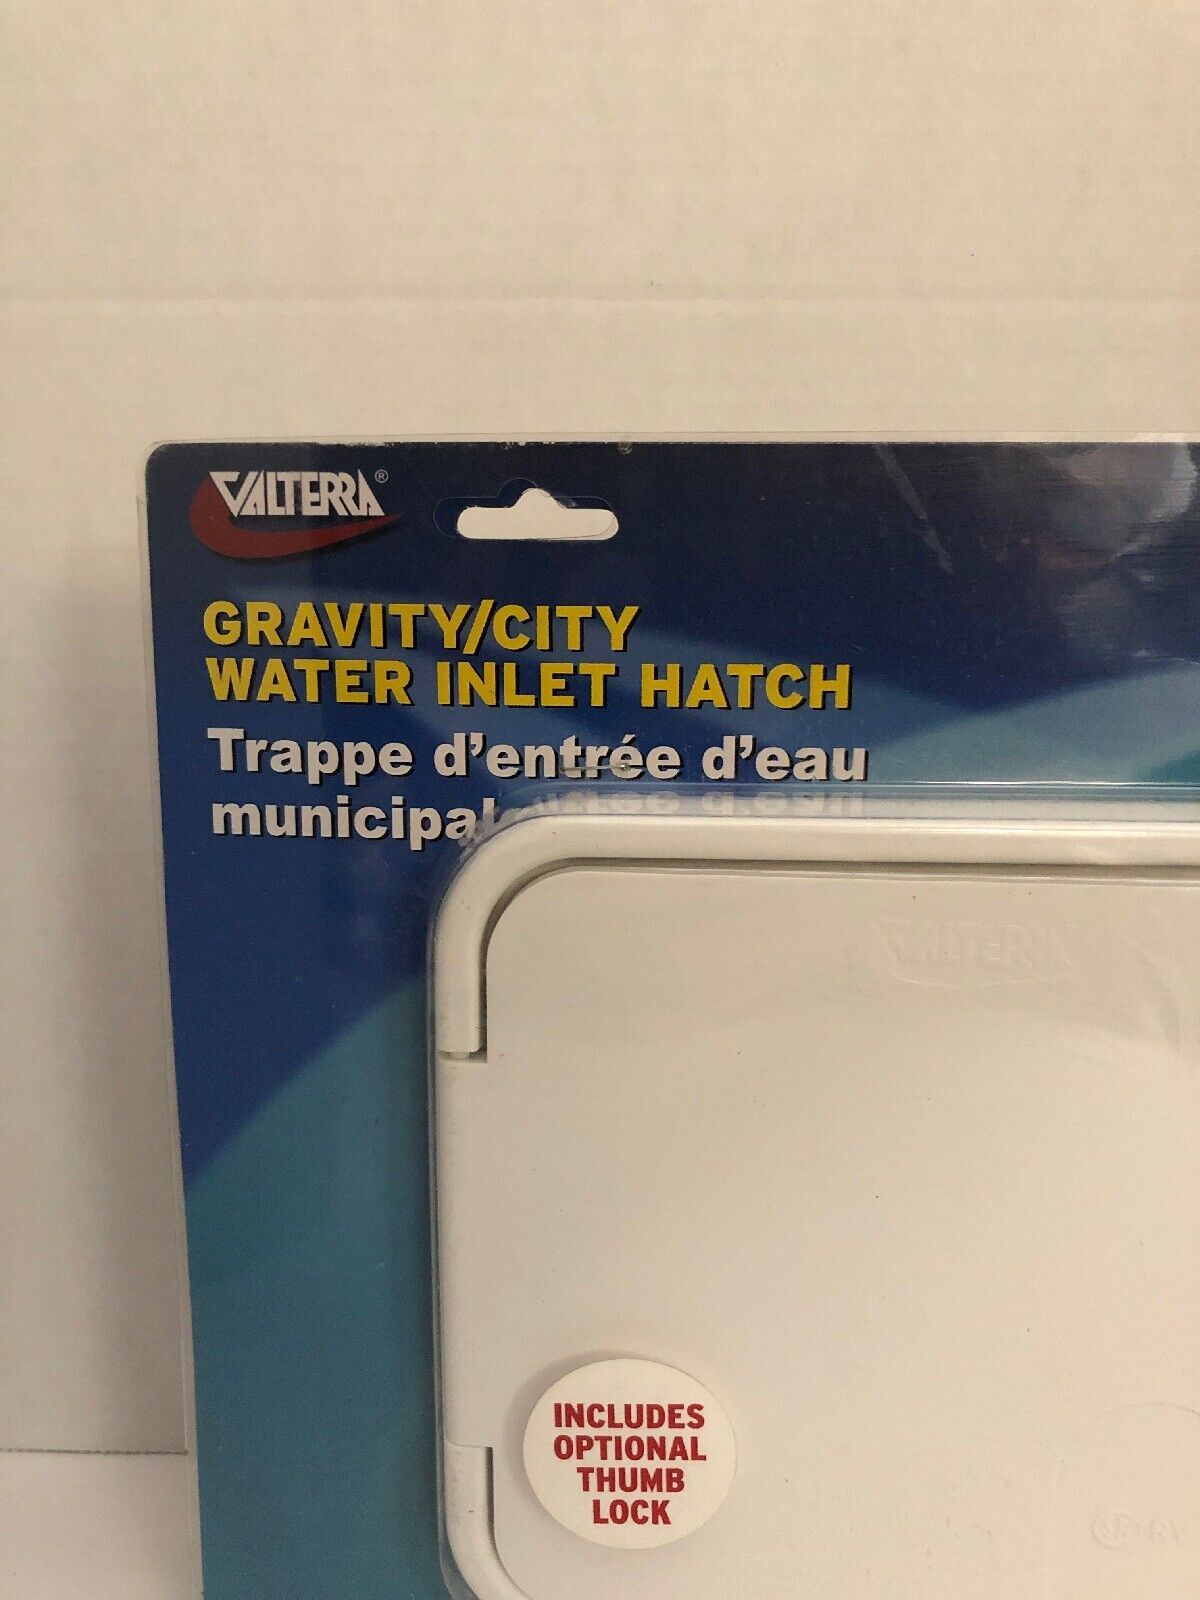 VALTERRA®
GRAVITY/CITY
WATER INLET HATCH
Trappe d'entrée d'eau
municipal
VALTERRA
INCLUDES
OPTIONAL
THUMB
LOCK